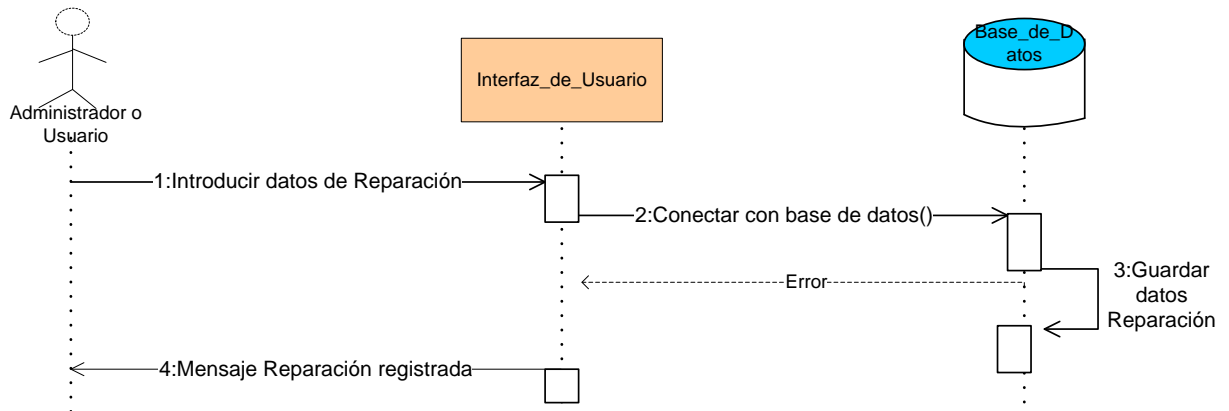 Base_de_D
atos
Interfaz_de_Usuario
Administrador o
Usuario
1:Introducir datos de Reparación
2:Conectar con base de datos()
3:Guardar
datos
Reparación
Error
4:Mensaje Reparación registrada